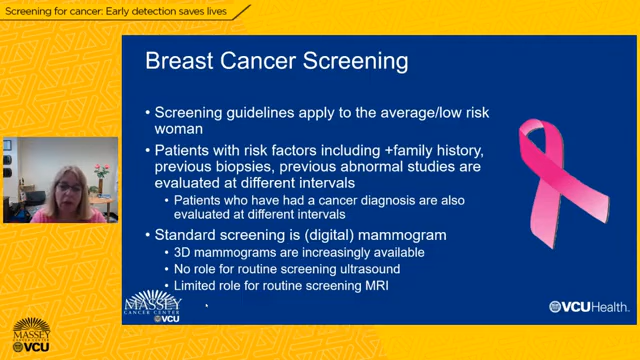 Screening for cancer: Early detection saves lives
Breast Cancer Screening
• Screening guidelines apply to the average/low risk
woman
• Patients with risk factors including +family history,
previous biopsies, previous abnormal studies are
evaluated at different intervals
• Patients who have had a cancer diagnosis are also
evaluated at different intervals
• Standard screening is (digital) mammogram
• 3D mammograms are increasingly available
• No role for routine screening ultrasound
• Limited role for routine screening MRI
MASSEY
CANCER CENTER
VCU
VCUHealth.
MASSEY
CANCER CENTER
VCU